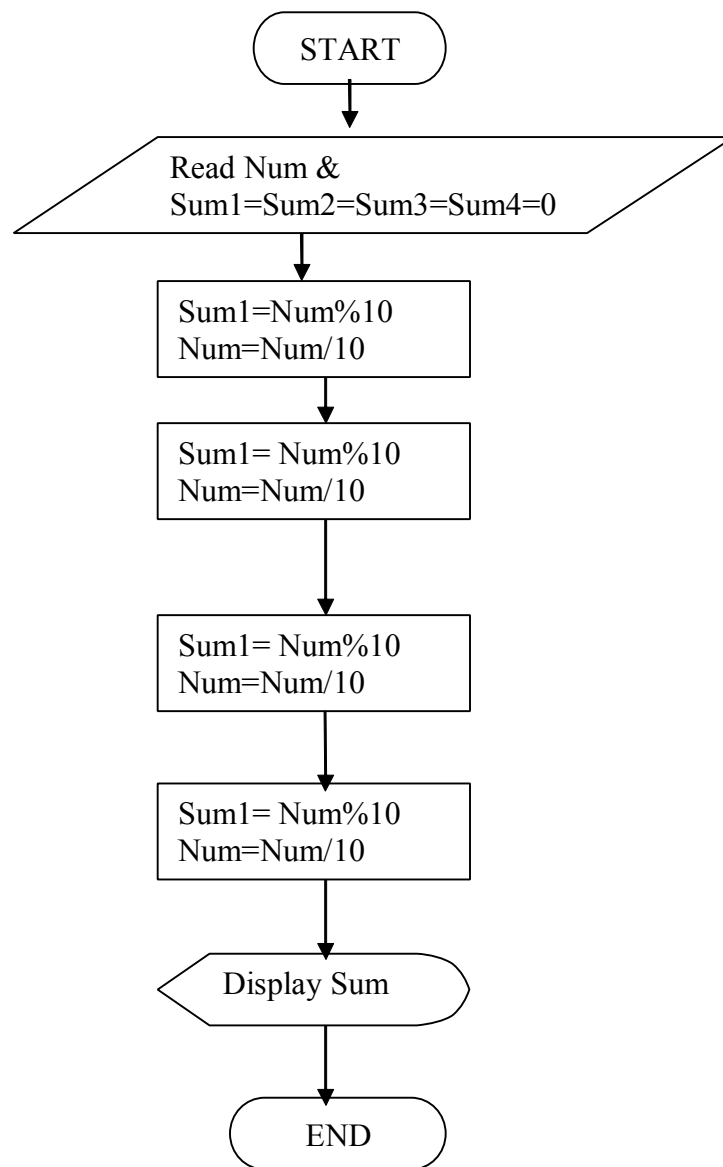 START
Read Num &
Sum1=Sum2=Sum3=Sum4=0
Sum1=Num%10
Num=Num/10
Sum1= Num%10
Num=Num/10
Sum1= Num%10
Num=Num/10
Sum1= Num%10
Num=Num/10
Display Sum
END